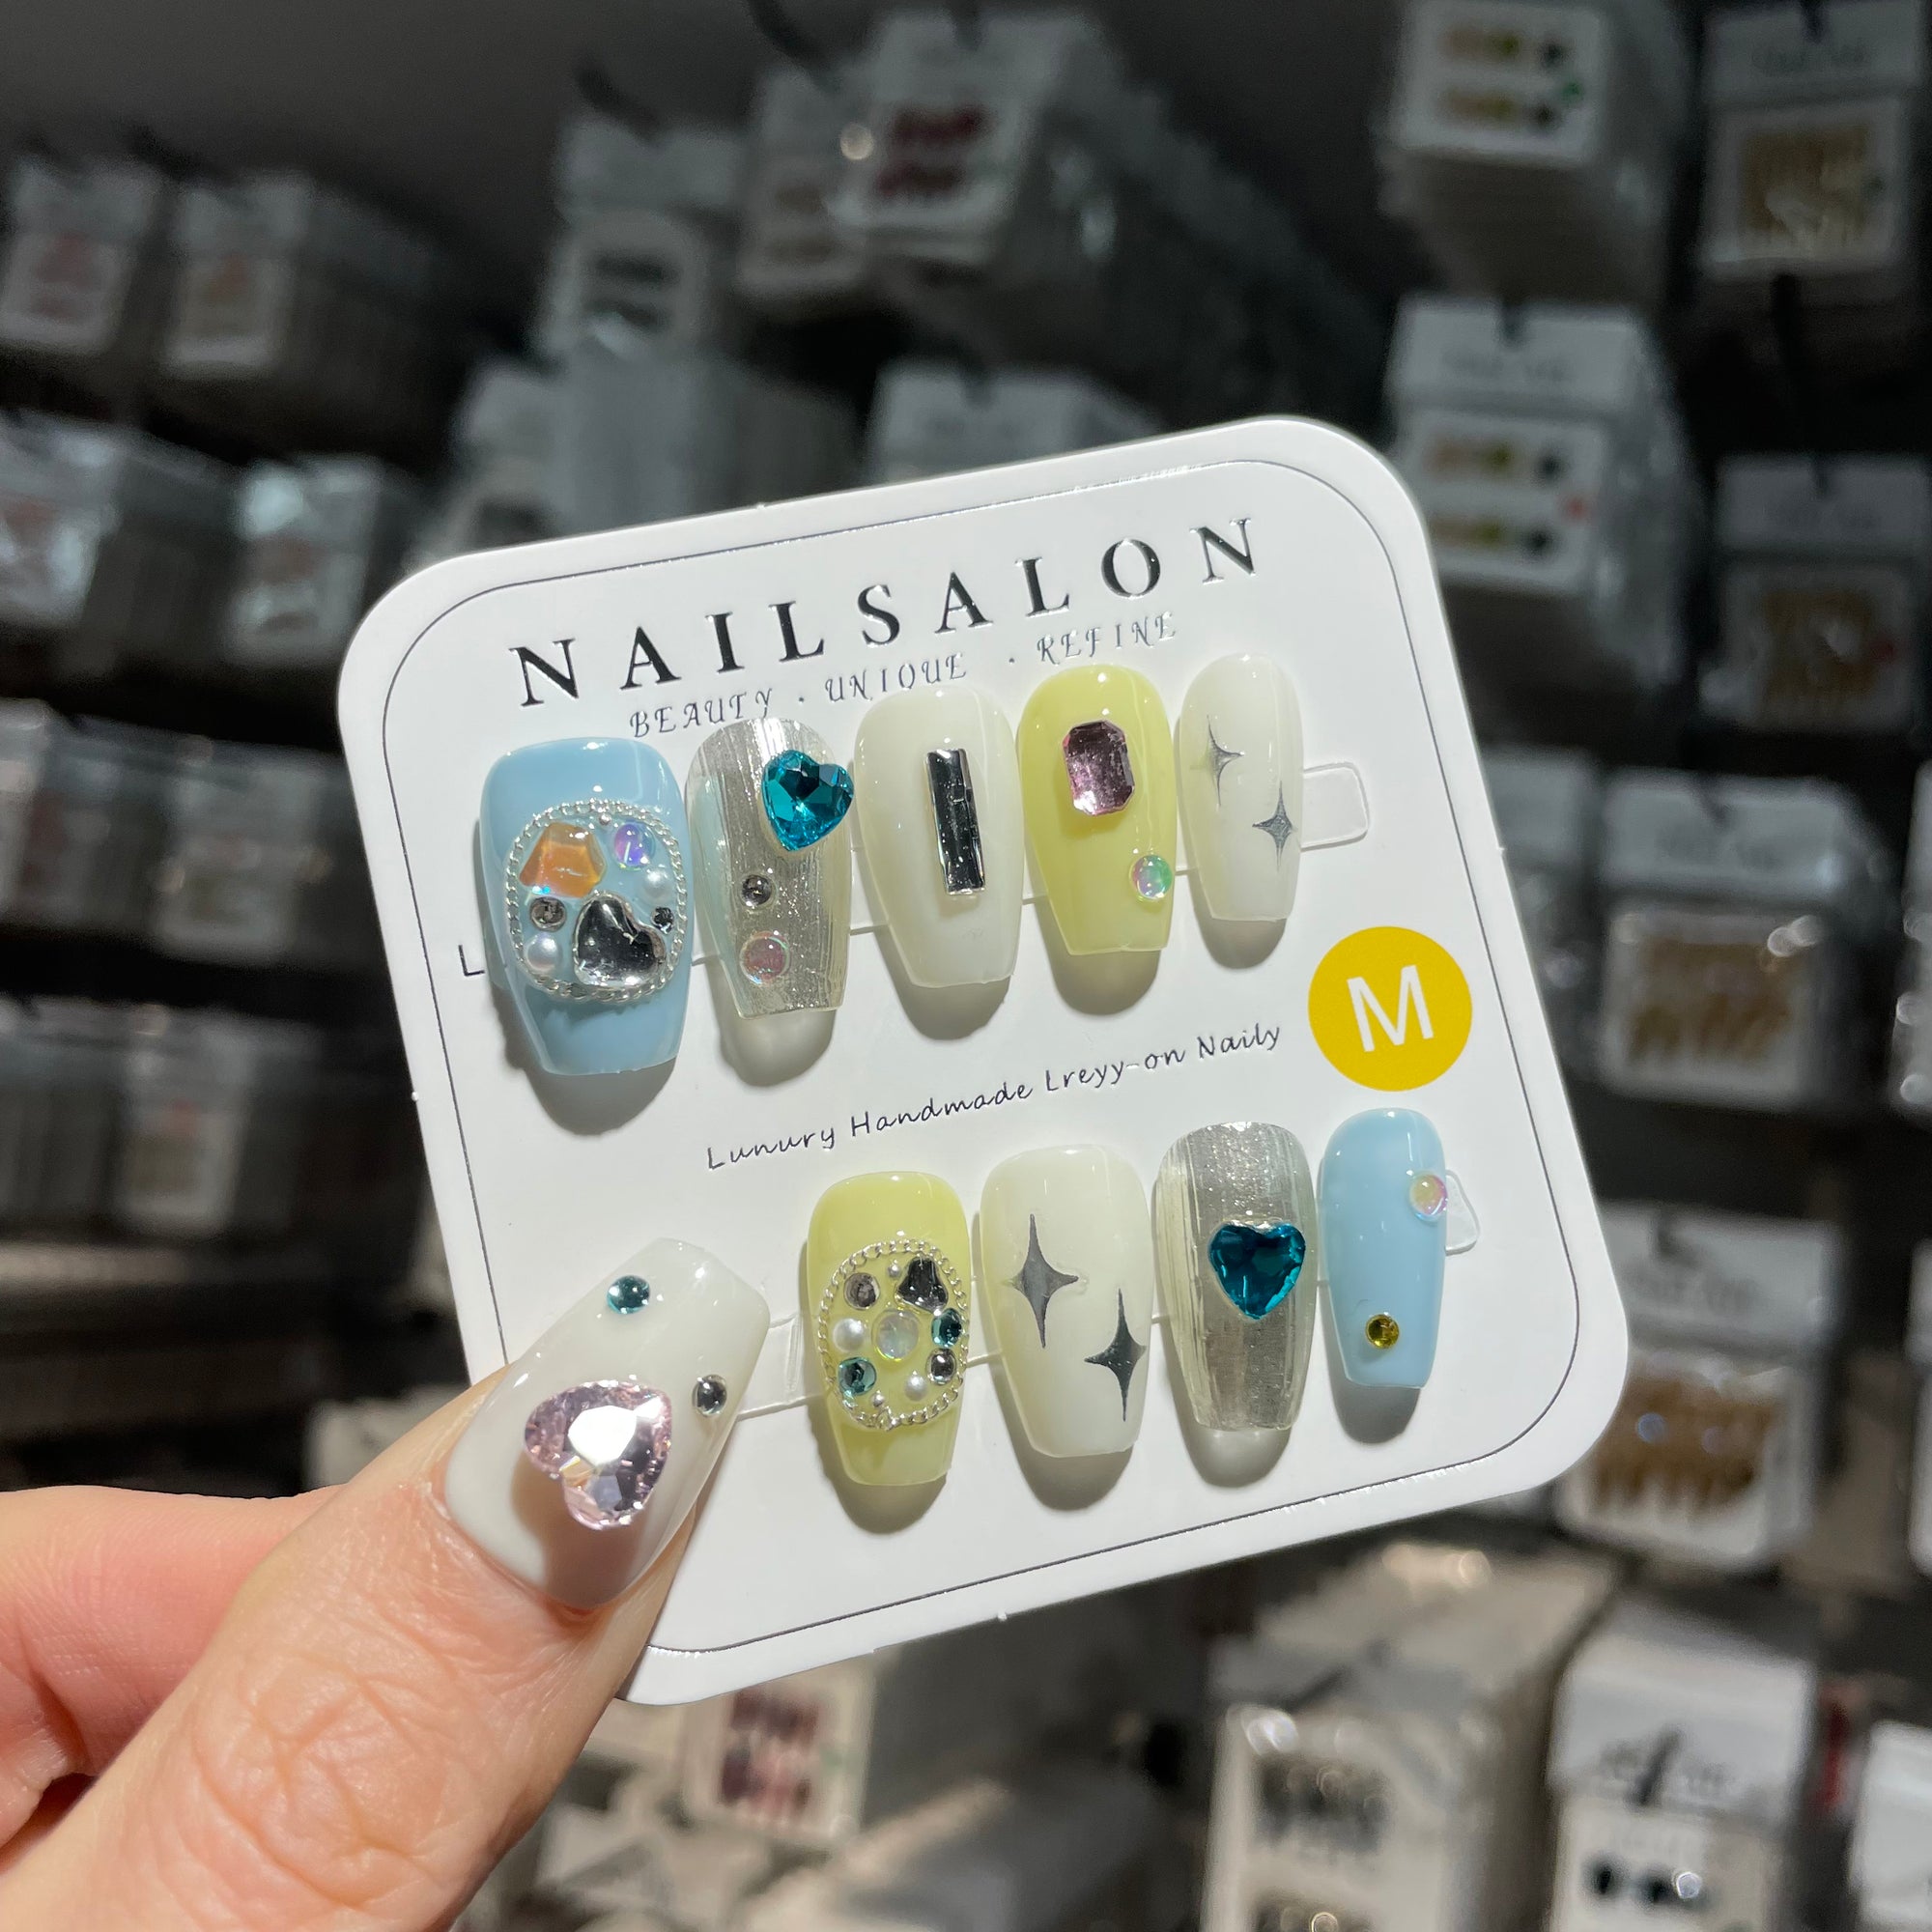 NAILSALON
BEAUTY · UNIQUE · REFINE
L
M
Lunury Handmade Lreyy-on Naily